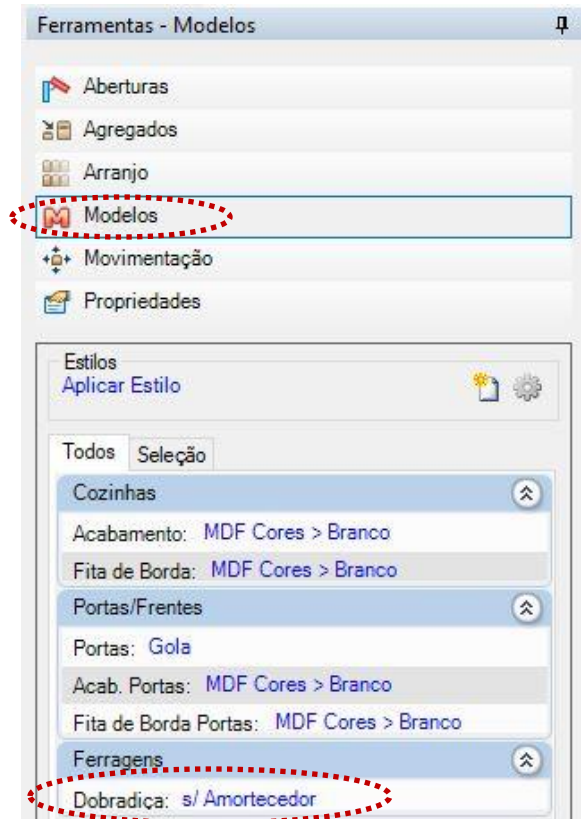 Ferramentas - Modelos
Aberturas
Agregados
Arranjo
Modelos
Movimentação
Propriedades
Estilos
Aplicar Estilo
Todos Seleção
Cozinhas
Acabamento: MDF Cores > Branco
Fita de Borda: MDF Cores > Branco
Portas/Frentes
Portas: Gola
Acab. Portas: MDF Cores > Branco
Fita de Borda Portas: MDF Cores > Branco
Ferragens
Dobradiça: s/ Amortecedor